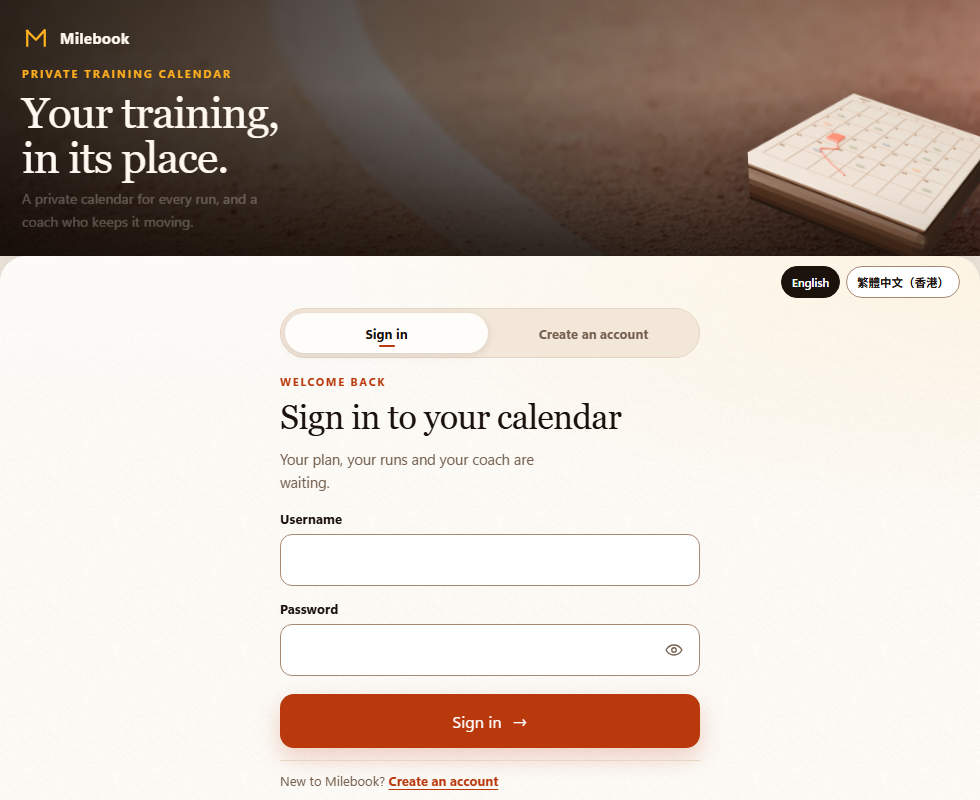 Milebook
PRIVATE TRAINING CALENDAR
Your training,
in its place.
A private calendar for every run, and a
coach who keeps it moving.
English
繁體中文（香港）
Sign in
Create an account
WELCOME BACK
Sign in to your calendar
Your plan, your runs and your coach are
waiting.
Username
Password
Sign in →
New to Milebook? Create an account